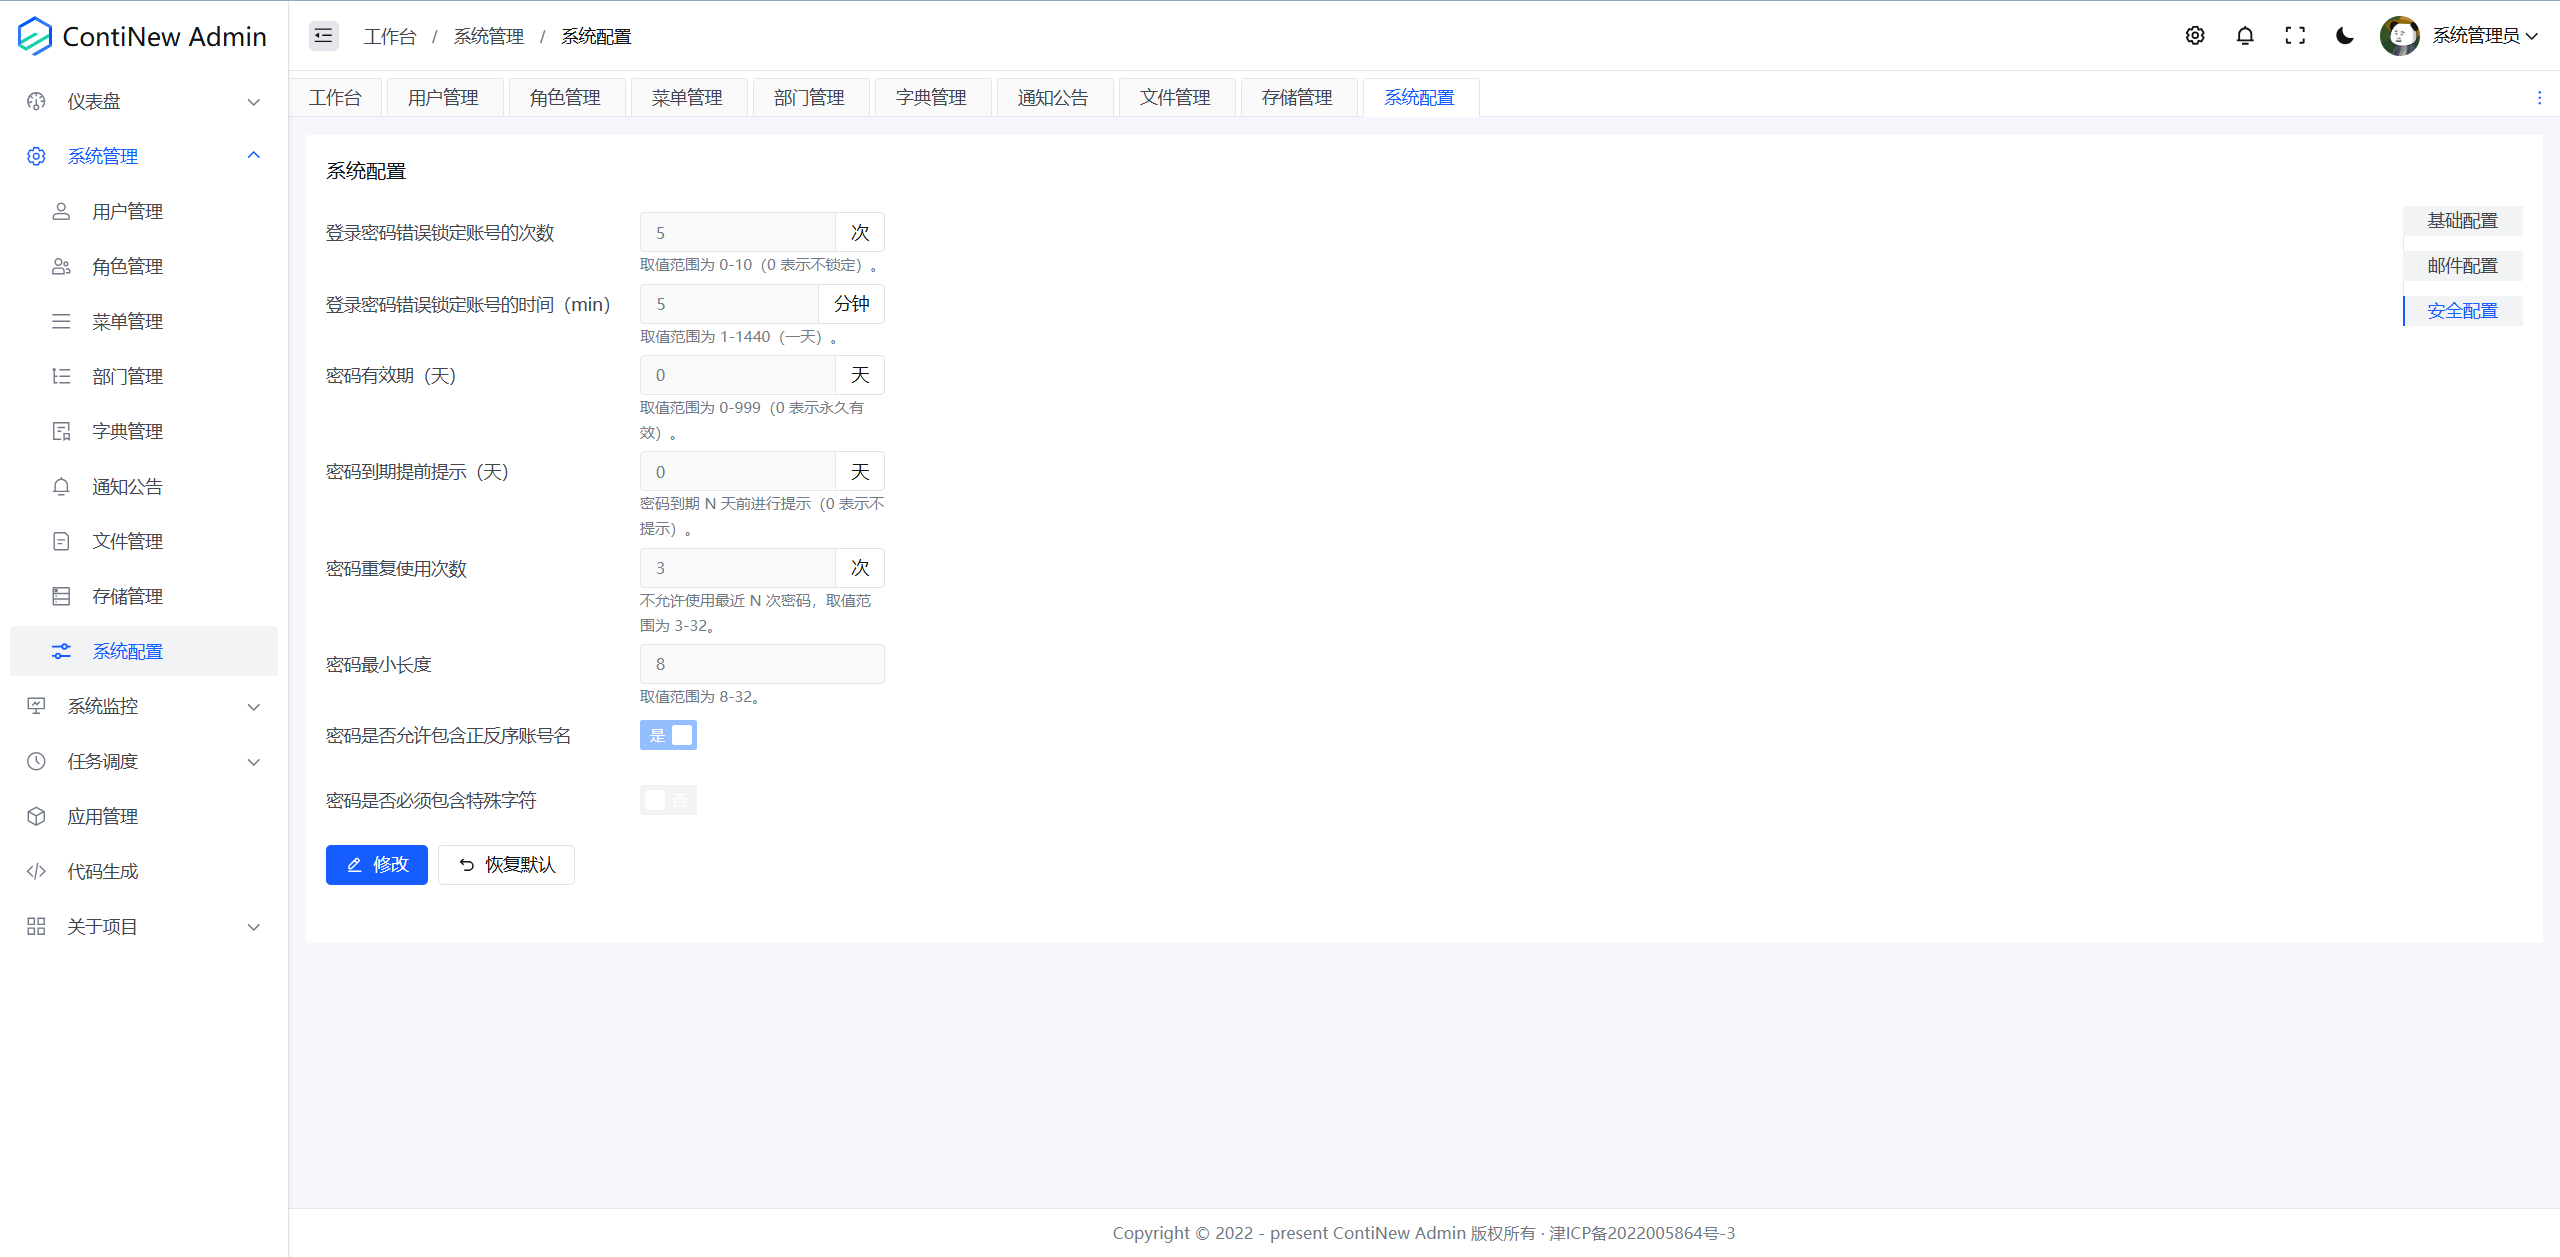 ContiNew Admin
工作台 / 系统管理 / 系统配置
系统管理员
仪表盘
系统管理
用户管理
角色管理
菜单管理
部门管理
字典管理
通知公告
文件管理
存储管理
系统配置
系统监控
任务调度
应用管理
代码生成
关于项目
工作台 用户管理 角色管理 菜单管理 部门管理 字典管理 通知公告 文件管理 存储管理 系统配置
系统配置
登录密码错误锁定账号的次数 5 次
取值范围为 0-10（0 表示不锁定）。
登录密码错误锁定账号的时间（min） 5 分钟
取值范围为 1-1440（一天）。
密码有效期（天） 0 天
取值范围为 0-999（0 表示永久有
效）。
密码到期提前提示（天） 0 天
密码到期 N 天前进行提示（0 表示不
提示）。
密码重复使用次数 3 次
不允许使用最近 N 次密码，取值范
围为 3-32。
密码最小长度 8
取值范围为 8-32。
密码是否允许包含正反序账号名 是
密码是否必须包含特殊字符 否
修改 恢复默认
基础配置
邮件配置
安全配置
Copyright © 2022 - present ContiNew Admin 版权所有 · 津ICP备2022005864号-3